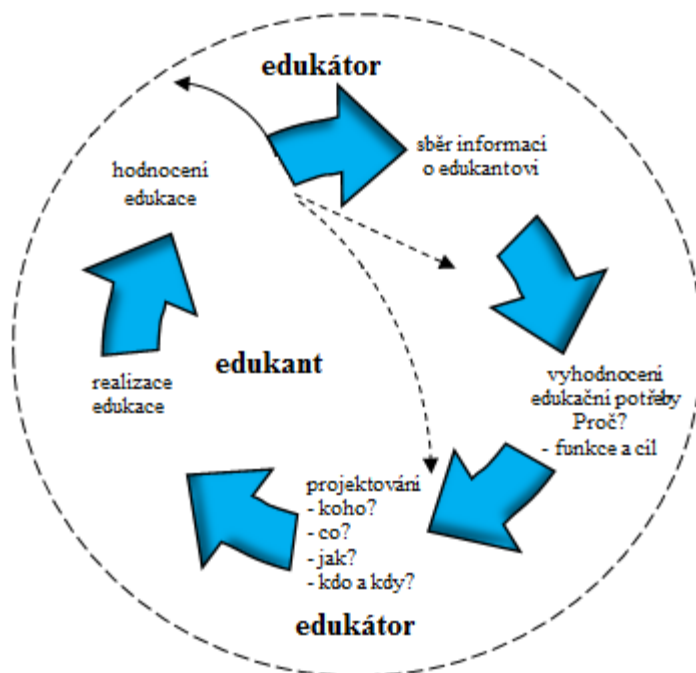 edukátor
sběr informací
o edukantovi
hodnocení
edukace
edukant
realizace
edukace
vyhodnocení
edukační potřeby
Proč?
- funkce a cíl
projektování
- koho?
- co?
- jak?
- kdo a kdy?
edukátor